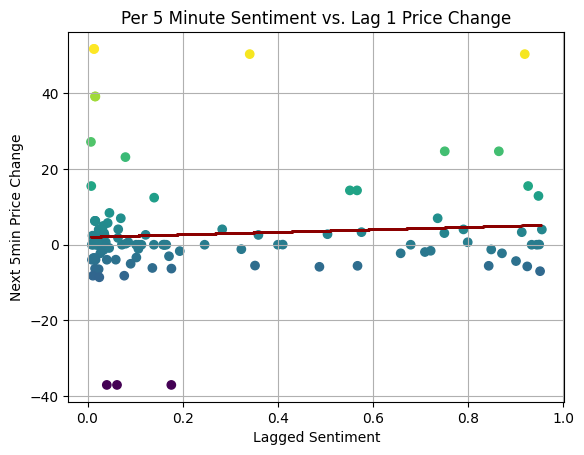 Per 5 Minute Sentiment vs. Lag 1 Price Change
Next 5min Price Change
40
20
0
−20
−40
0.0 0.2 0.4 0.6 0.8 1.0
Lagged Sentiment